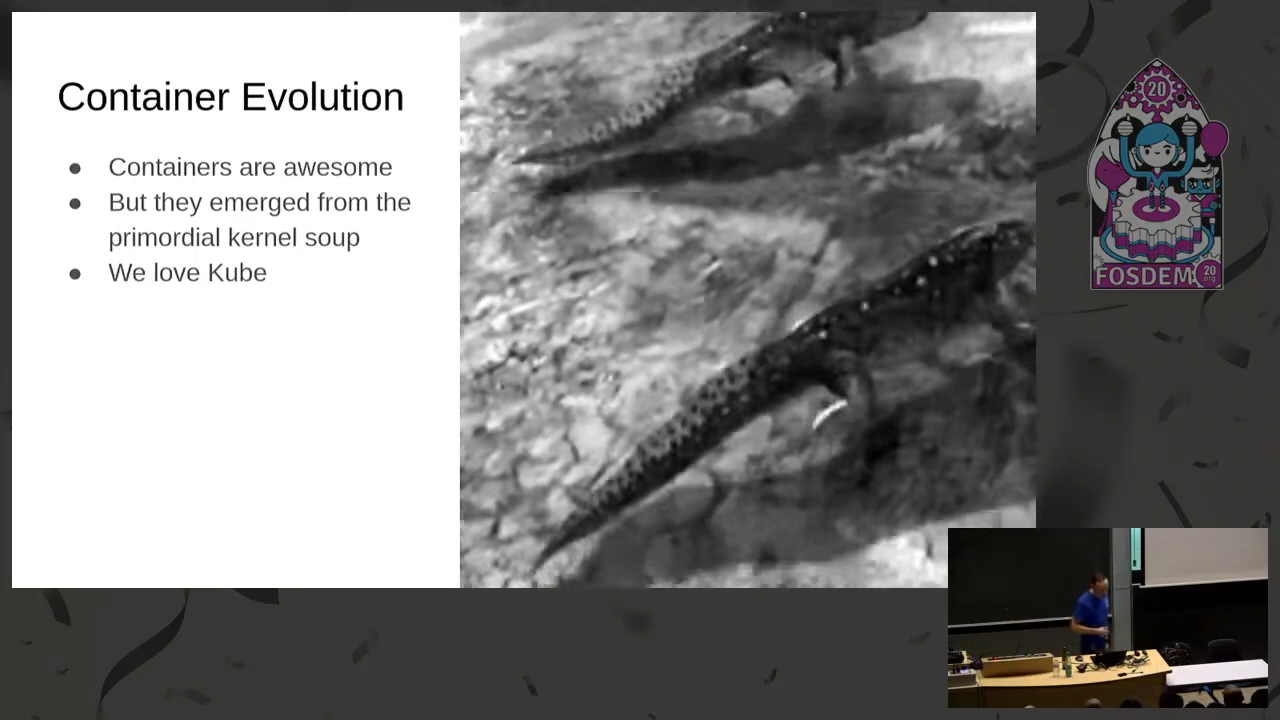 Container Evolution
● Containers are awesome
● But they emerged from the
primordial kernel soup
● We love Kube
20
FOSDEM
20
.org